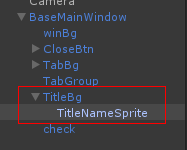 Camera
BaseMainWindow
winBg
CloseBtn
TabBg
TabGroup
TitleBg
TitleNameSprite
check